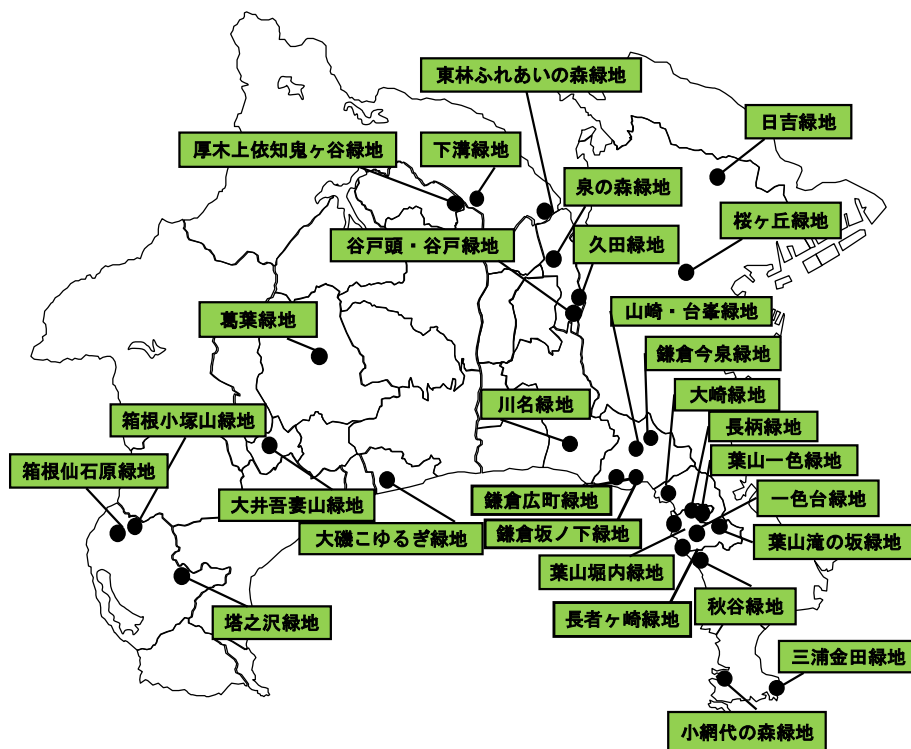 東林ふれあいの森緑地
日吉緑地
厚木上依知鬼ヶ谷緑地
下溝緑地
泉の森緑地
桜ヶ丘緑地
谷戸頭・谷戸緑地
久田緑地
葛葉緑地
山崎・台峯緑地
鎌倉今泉緑地
大崎緑地
川名緑地
箱根小塚山緑地
長柄緑地
葉山一色緑地
箱根仙石原緑地
大井吾妻山緑地
鎌倉広町緑地
一色台緑地
大磯こゆるぎ緑地
鎌倉坂ノ下緑地
葉山滝の坂緑地
葉山堀内緑地
塔之沢緑地
長者ヶ崎緑地
秋谷緑地
三浦金田緑地
小網代の森緑地